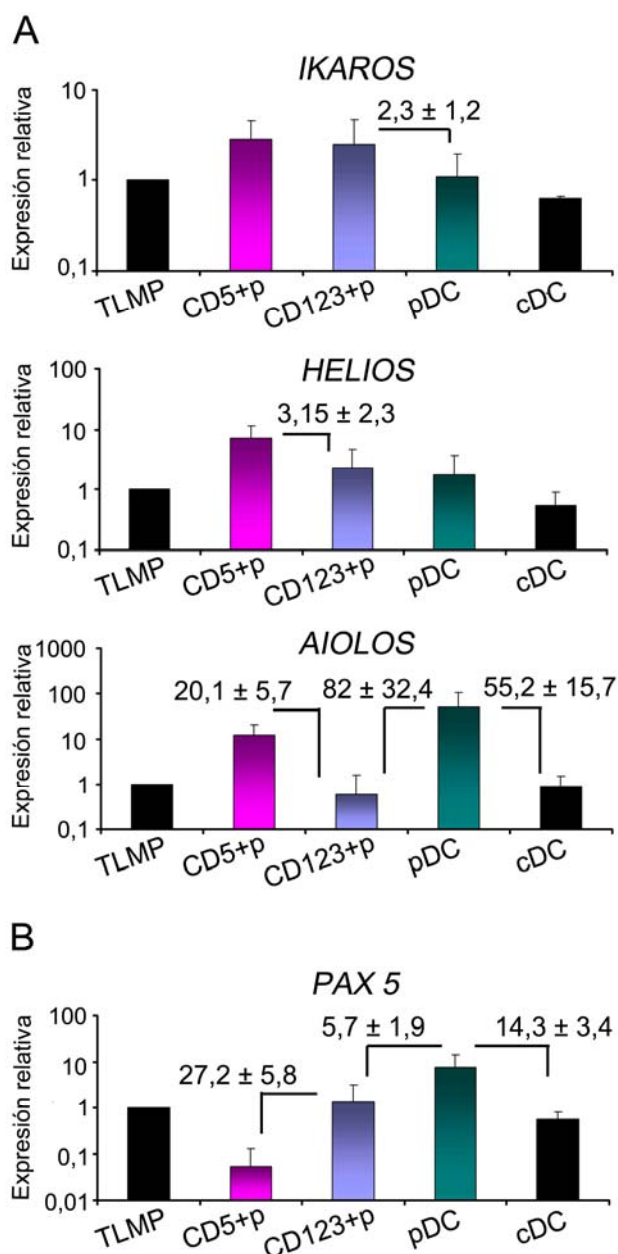 A
IKAROS
Expresión relativa
10
1
0,1
2,3 ± 1,2
TLMP CD5+p CD123+p pDC cDC
HELIOS
Expresión relativa
100
10
1
0,1
3,15 ± 2,3
TLMP CD5+p CD123+p pDC cDC
AIOLOS
Expresión relativa
1000
100
10
1
0,1
20,1 ± 5,7 82 ± 32,4 55,2 ± 15,7
TLMP CD5+p CD123+p pDC cDC
B
PAX 5
Expresión relativa
100
10
1
0,1
0,01
27,2 ± 5,8 5,7 ± 1,9 14,3 ± 3,4
TLMP CD5+p CD123+p pDC cDC